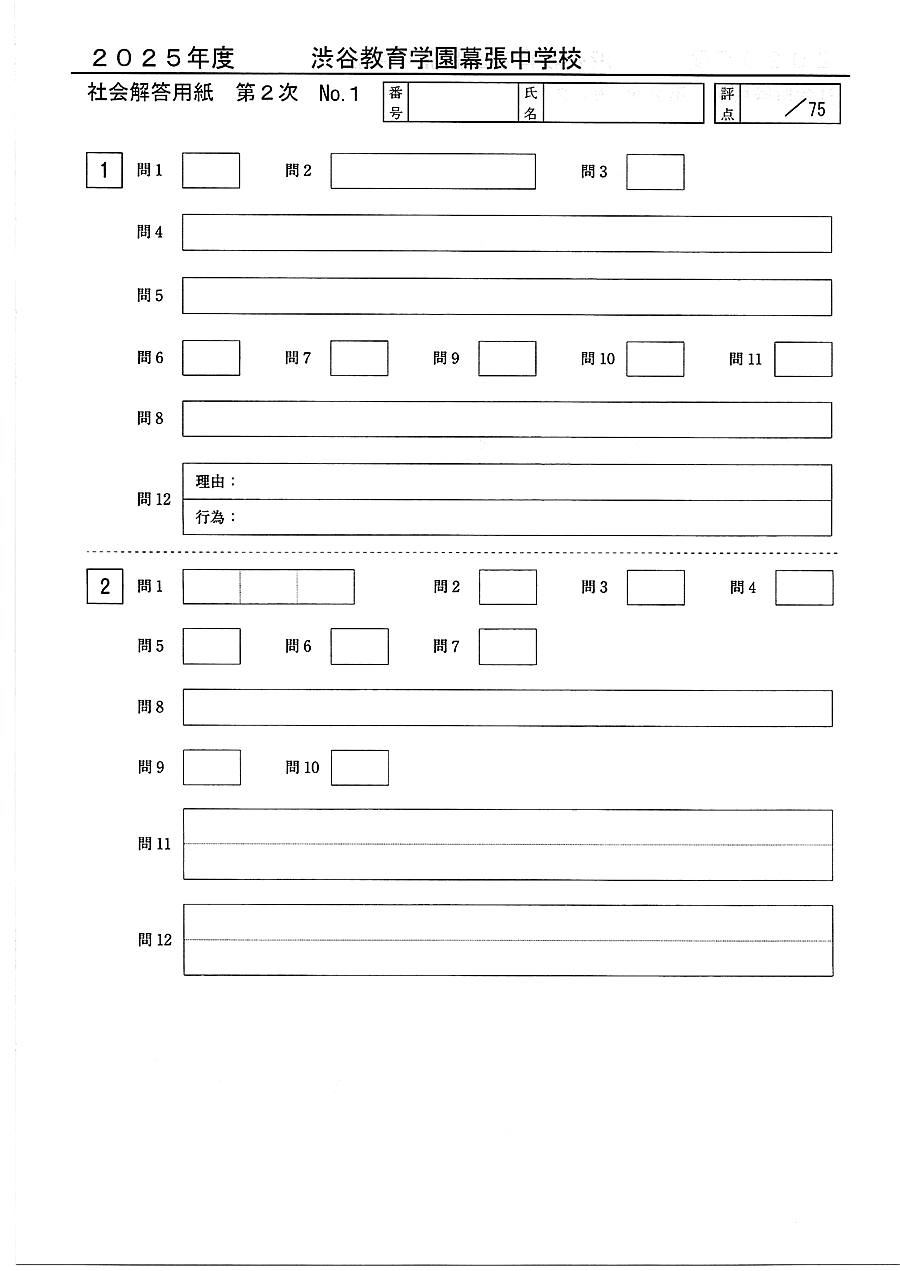 2025年度 渋谷教育学園幕張中学校
社会解答用紙 第2次 No.1 番号 氏名 評点 /75
1 問1 問2 問3
問4
問5
問6 問7 問9 問10 問11
問8
問12 理由：
行為：
2 問1 問2 問3 問4
問5 問6 問7
問8
問9 問10
問11
問12